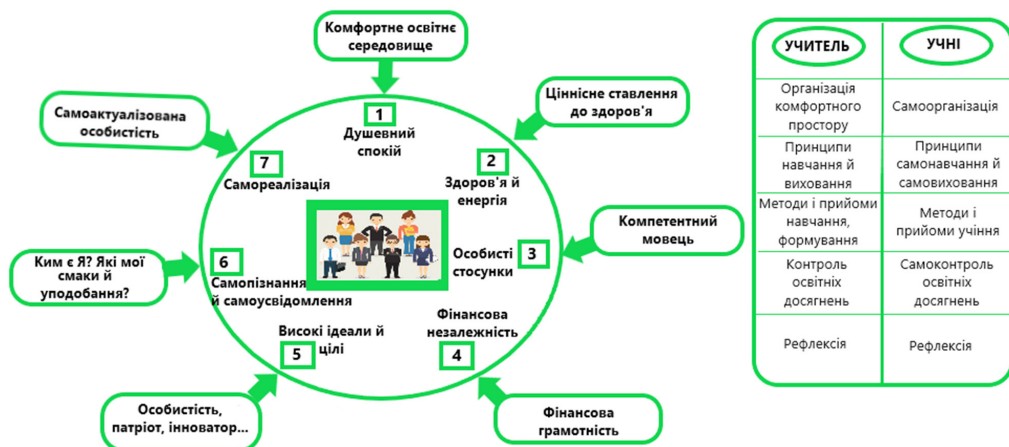 Комфортне освітнє
середовище
Ціннісне ставлення
до здоров'я
Компетентний
мовець
Фінансова
грамотність
Особистість,
патріот, інноватор...
Ким є Я? Які мої
смаки й
уподобання?
Самоактуалізована
особистість
1
Душевний
спокій
2
Здоров'я й
енергія
Особисті
стосунки
3
Фінансова
незалежність
4
Високі ідеали й
цілі
5
6
Самопізнання
й самоусвідомлення
7
Самореалізація
УЧИТЕЛЬ
УЧНІ
Організація
комфортного
простору
Самоорганізація
Принципи
навчання й
виховання
Принципи
самонавчання й
самовиховання
Методи і прийоми
навчання,
формування
Методи і
прийоми учіння
Контроль
освітніх
досягнень
Самоконтроль
освітніх
досягнень
Рефлексія
Рефлексія